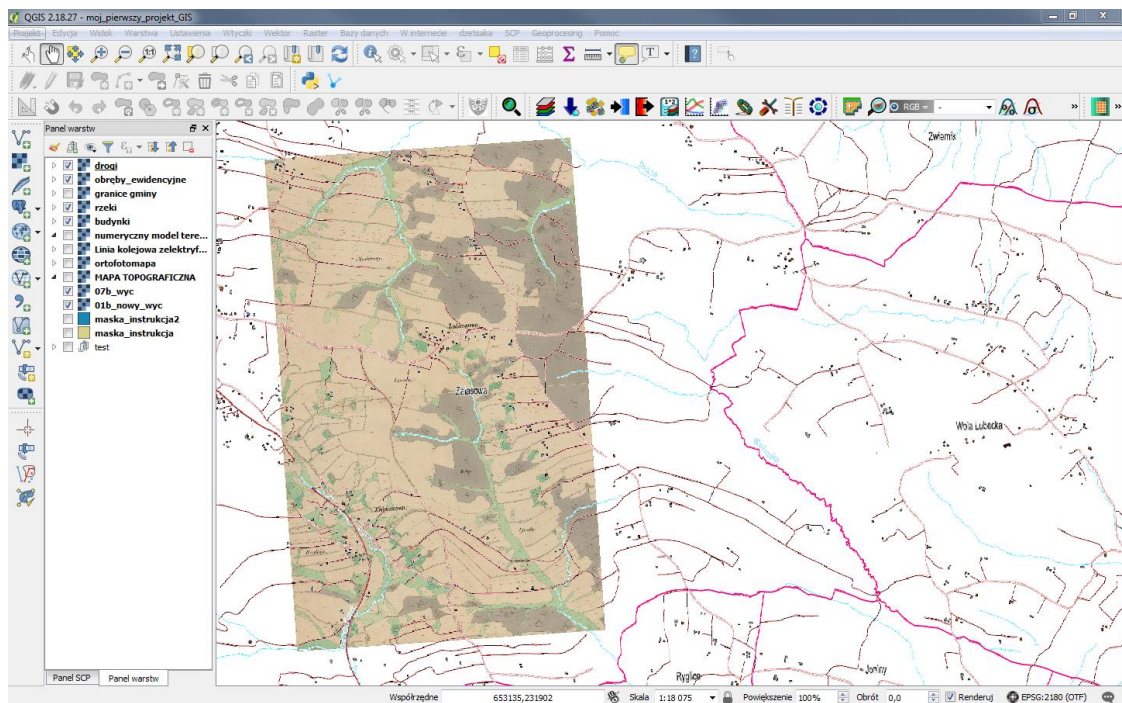 QGIS 2.18.27 - moj_pierwszy_projekt_GIS
Projekt Edycja Widok Warstwa Ustawienia Wtyczki Wektor Raster Bazy danych W internecie dzetsaka SCP Geoprocesing Pomoc
RGB = -
Panel warstw
drogi
obręby_ewidencyjne
granice gminy
rzeki
budynki
numeryczny model tere...
Linia kolejowa zelektryf...
ortofotomapa
MAPA TOPOGRAFICZNA
07b_wyc
01b_nowy_wyc
maska_instrukcja2
maska_instrukcja
test
Zwiernik
Zalasowa
Wola Lubecka
Ryglice
Joniny
Panel SCP Panel warstw
Współrzędne 653135,231902 Skala 1:18 075 Powiększenie 100% Obrót 0,0 Renderuj EPSG:2180 (OTF)